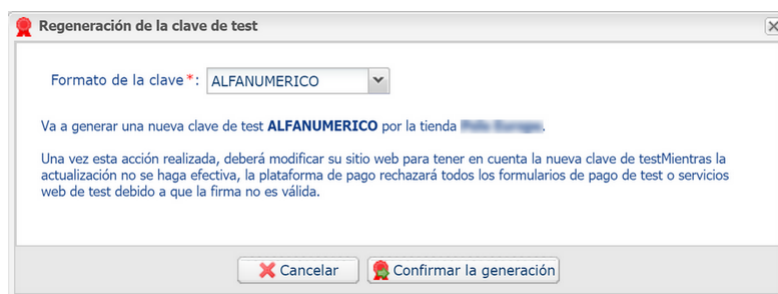 Regeneración de la clave de test
Formato de la clave*: ALFANUMERICO
Va a generar una nueva clave de test ALFANUMERICO por la tienda .
Una vez esta acción realizada, deberá modificar su sitio web para tener en cuenta la nueva clave de testMientras la
actualización no se haga efectiva, la plataforma de pago rechazará todos los formularios de pago de test o servicios
web de test debido a que la firma no es válida.
Cancelar
Confirmar la generación